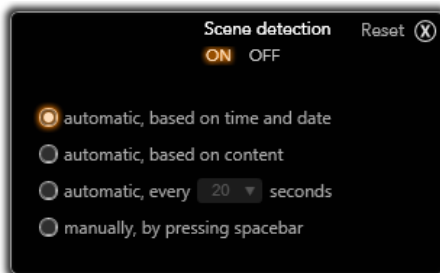 Scene detection Reset X
ON OFF
automatic, based on time and date
automatic, based on content
automatic, every 20 seconds
manually, by pressing spacebar